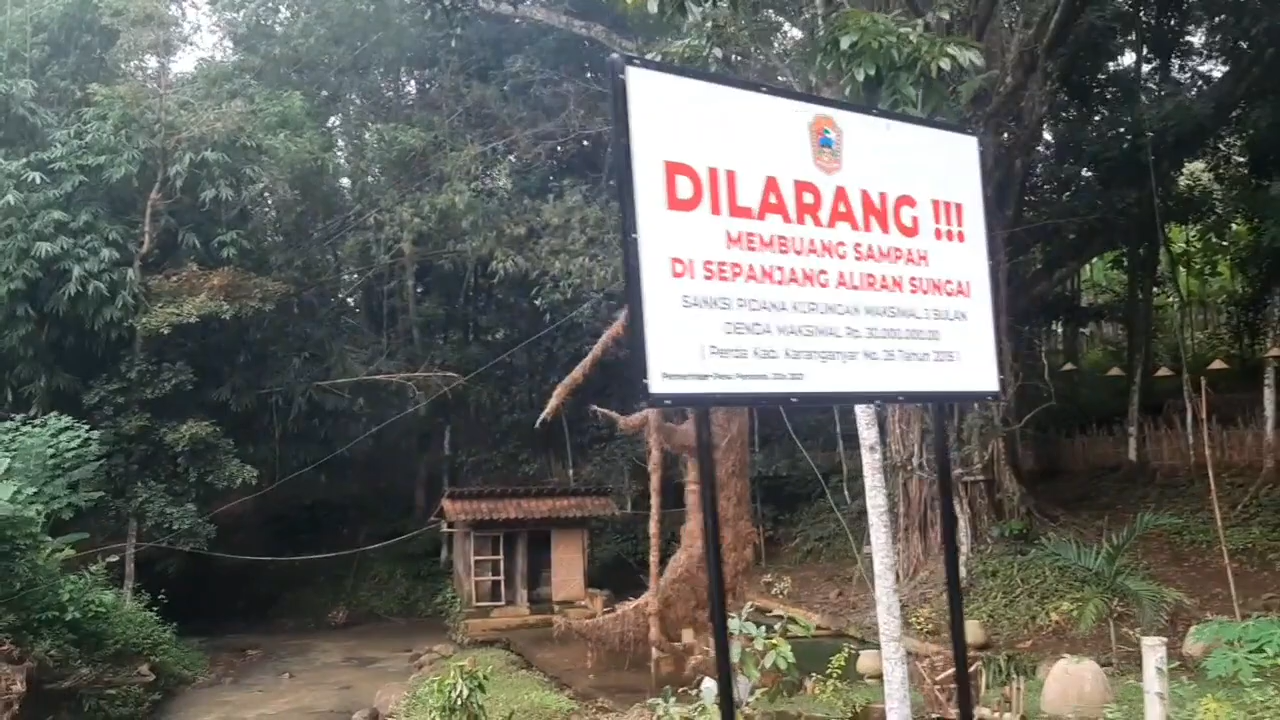 DILARANG !!!
MEMBUANG SAMPAH
DI SEPANJANG ALIRAN SUNGAI
SANKSI PIDANA KURUNGAN MAKSIMAL 3 BULAN
DENDA MAKSIMAL Rp. 30.000.000.00
( Perda Kab. Karanganyar No. 26 Tahun 2015 )